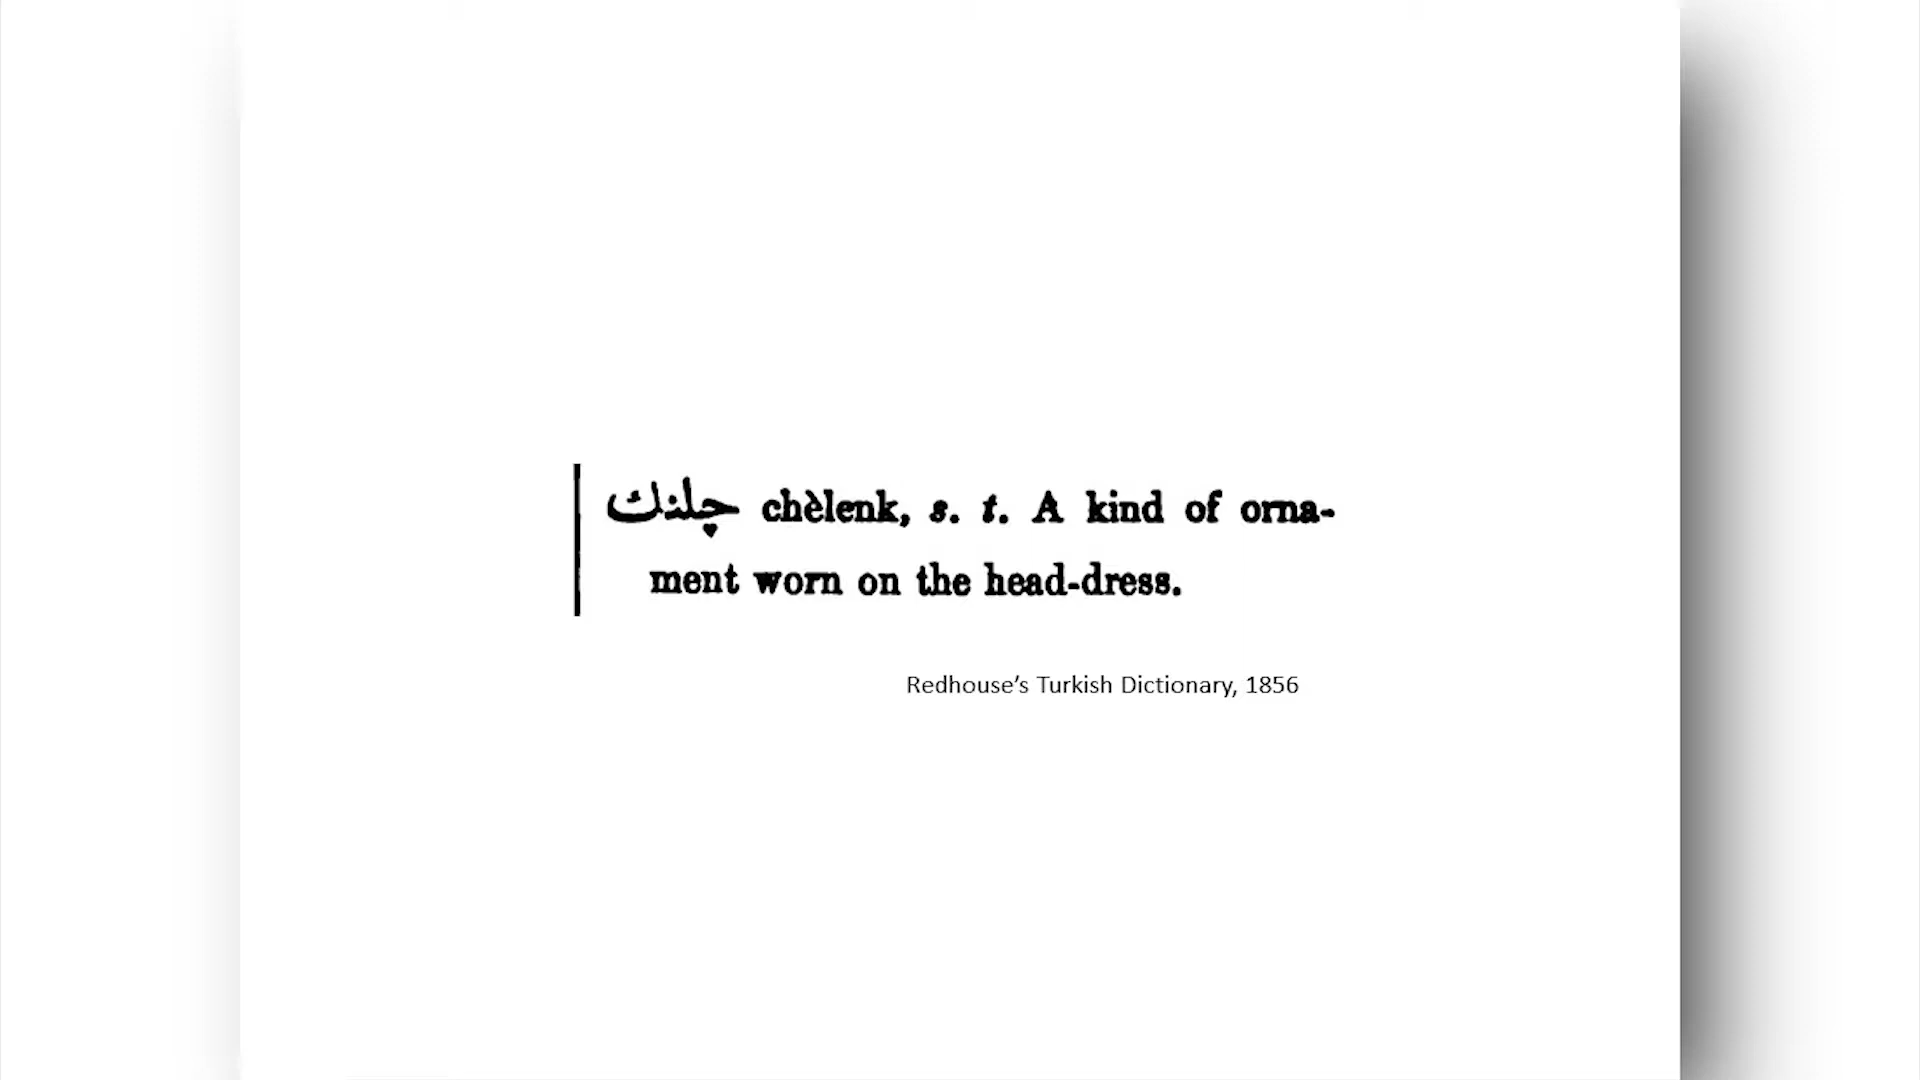 چلنك chèlenk, s. t. A kind of orna-
ment worn on the head-dress.
Redhouse’s Turkish Dictionary, 1856